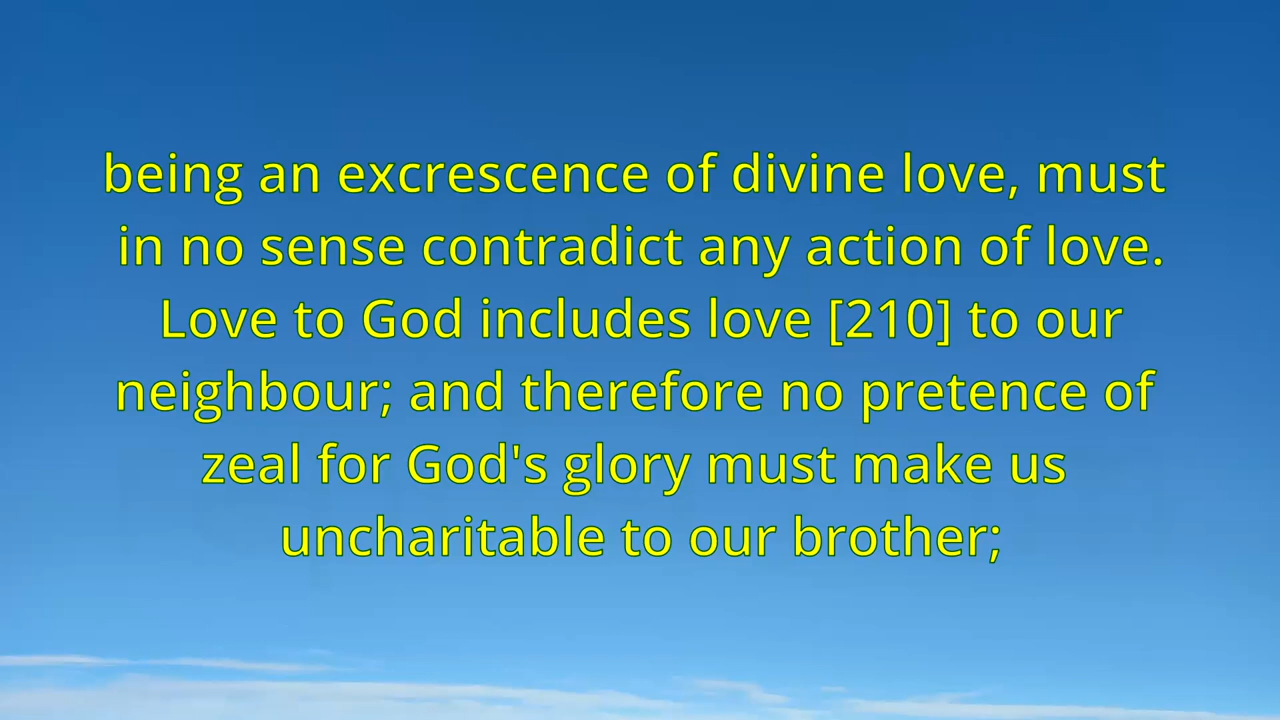 being an excrescence of divine love, must
in no sense contradict any action of love.
Love to God includes love [210] to our
neighbour; and therefore no pretence of
zeal for God's glory must make us
uncharitable to our brother;